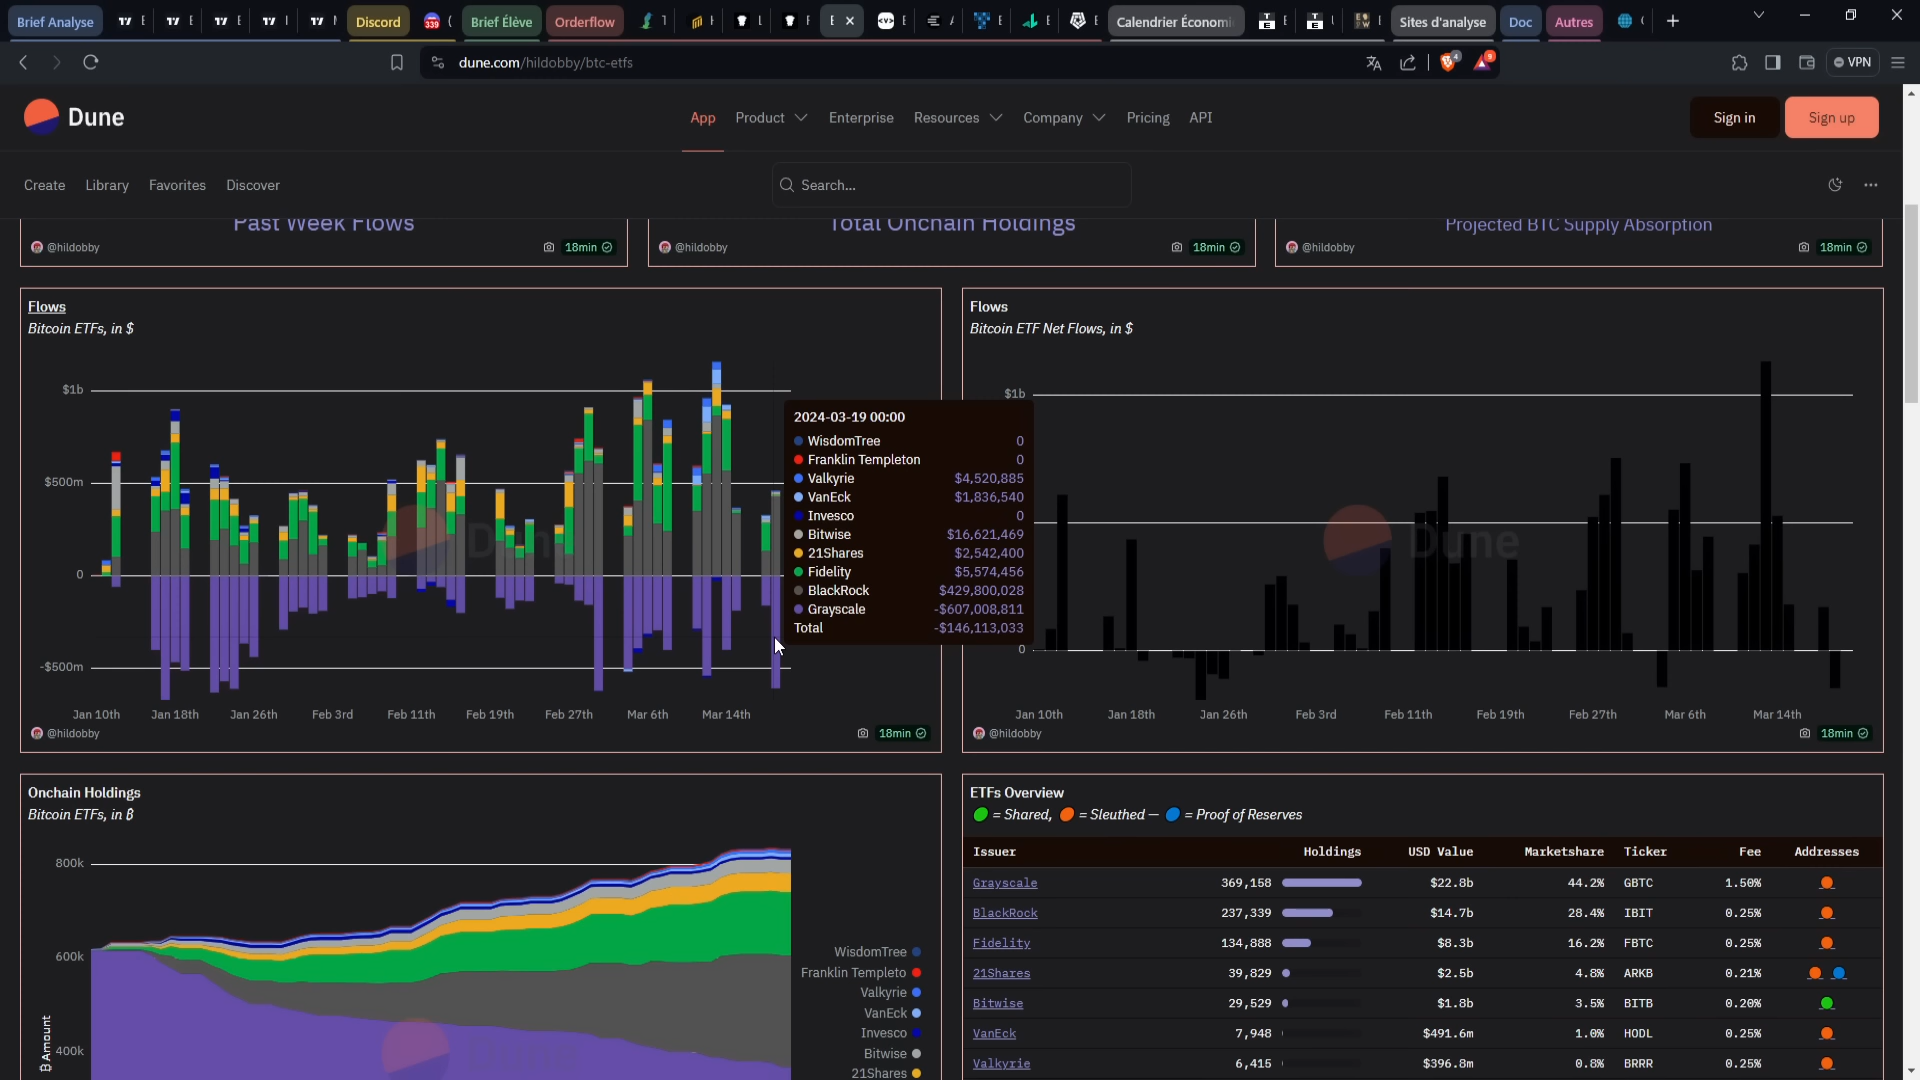 Brief Analyse
Discord
339
Brief Élève
Orderflow
Calendrier Économi
Sites d'analyse
Doc
Autres
dune.com/hildobby/btc-etfs
4
9
VPN
Dune
App
Product
Enterprise
Resources
Company
Pricing
API
Sign in
Sign up
Create
Library
Favorites
Discover
Search...
Past Week Flows
@hildobby
18min
Total Onchain Holdings
@hildobby
18min
Projected BTC Supply Absorption
@hildobby
18min
Flows
Bitcoin ETFs, in $
$1b
$500m
0
-$500m
Jan 10th Jan 18th Jan 26th Feb 3rd Feb 11th Feb 19th Feb 27th Mar 6th Mar 14th
@hildobby
18min
2024-03-19 00:00
WisdomTree 0
Franklin Templeton 0
Valkyrie $4,520,885
VanEck $1,836,540
Invesco 0
Bitwise $16,621,469
21Shares $2,542,400
Fidelity $5,574,456
BlackRock $429,800,028
Grayscale -$607,008,811
Total -$146,113,033
Flows
Bitcoin ETF Net Flows, in $
$1b
0
Dune
Jan 10th Jan 18th Jan 26th Feb 3rd Feb 11th Feb 19th Feb 27th Mar 6th Mar 14th
@hildobby
18min
Onchain Holdings
Bitcoin ETFs, in ₿
800k
600k
400k
₿ Amount
WisdomTree
Franklin Templeto
Valkyrie
VanEck
Invesco
Bitwise
21Shares
ETFs Overview
= Shared, = Sleuthed — = Proof of Reserves
Issuer Holdings USD Value Marketshare Ticker Fee Addresses
Grayscale 369,158 $22.8b 44.2% GBTC 1.50%
BlackRock 237,339 $14.7b 28.4% IBIT 0.25%
Fidelity 134,888 $8.3b 16.2% FBTC 0.25%
21Shares 39,829 $2.5b 4.8% ARKB 0.21%
Bitwise 29,529 $1.8b 3.5% BITB 0.20%
VanEck 7,948 $491.6m 1.0% HODL 0.25%
Valkyrie 6,415 $396.8m 0.8% BRRR 0.25%